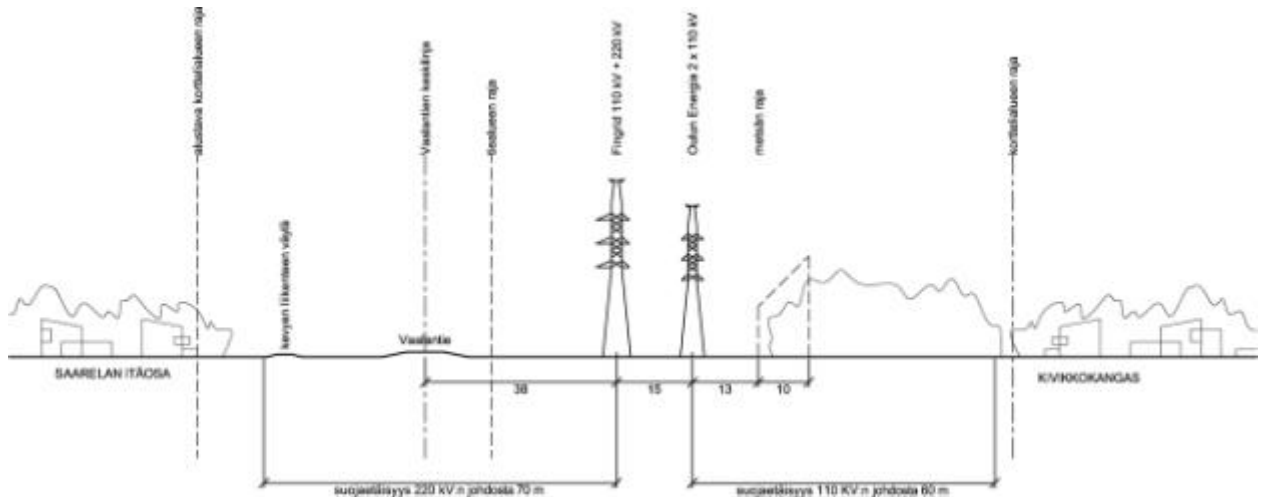 alustava korttelialueen raja
kevyen liikenteen väylä
Vaalantien keskilinja
tiealueen raja
Fingrid 110 kV + 220 kV
Oulun Energia 2 x 110 kV
metsän raja
korttelialueen raja
Vaalantie
SAARELAN ITÄOSA
KIVIKKOKANGAS
38
15
13
10
suojaetäisyys 220 kV:n johdosta 70 m
suojaetäisyys 110 KV:n johdosta 60 m